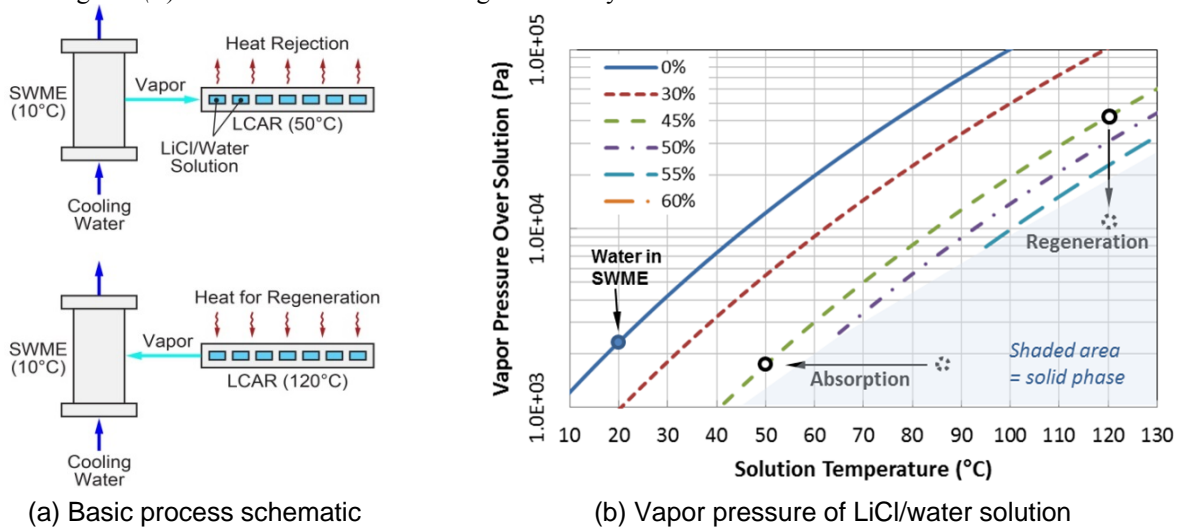 Heat Rejection
SWME
(10°C)
Vapor
LCAR (50°C)
LiCl/Water
Solution
Cooling
Water
Heat for Regeneration
SWME
(10°C)
Vapor
LCAR (120°C)
Cooling
Water
(a) Basic process schematic
Vapor Pressure Over Solution (Pa)
1.0E+05
1.0E+04
1.0E+03
0%
30%
45%
50%
55%
60%
Water in
SWME
Regeneration
Absorption
Shaded area
= solid phase
10 20 30 40 50 60 70 80 90 100 110 120 130
Solution Temperature (°C)
(b) Vapor pressure of LiCl/water solution